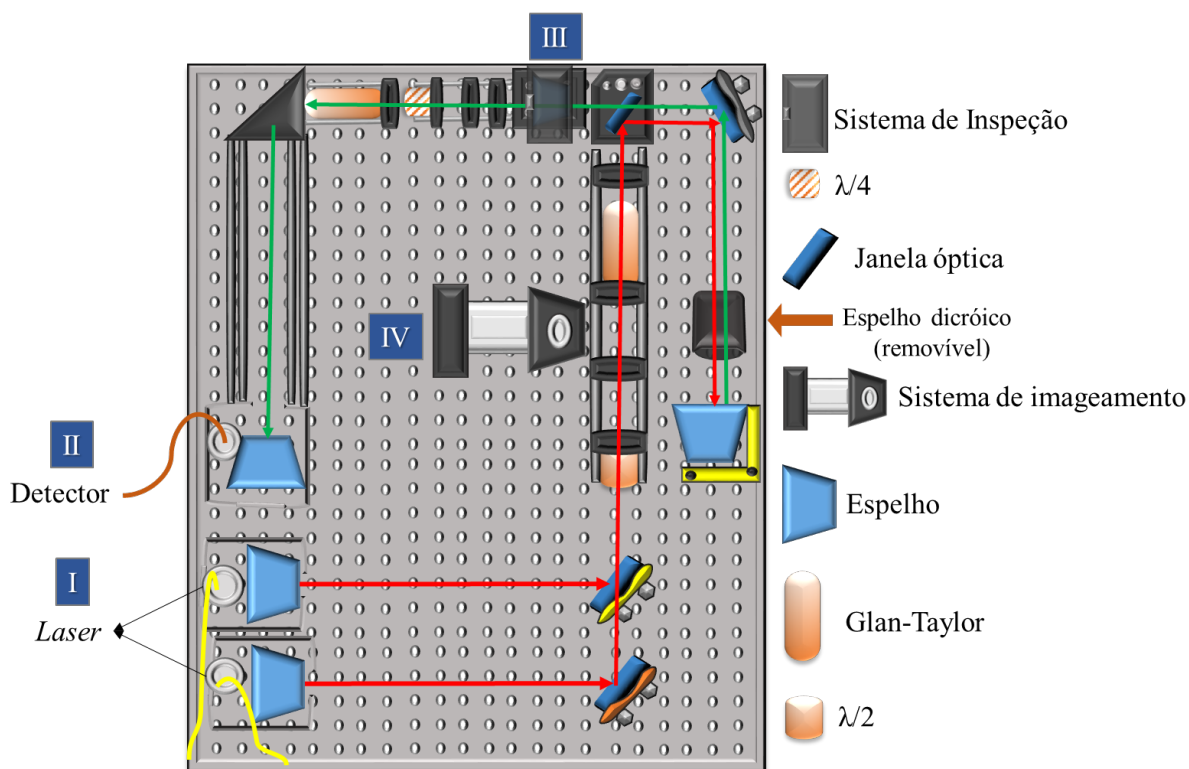 III
Sistema de Inspeção
λ/4
Janela óptica
Espelho dicróico
(removível)
IV
Sistema de imageamento
II
Detector
Espelho
I
Laser
Glan-Taylor
λ/2